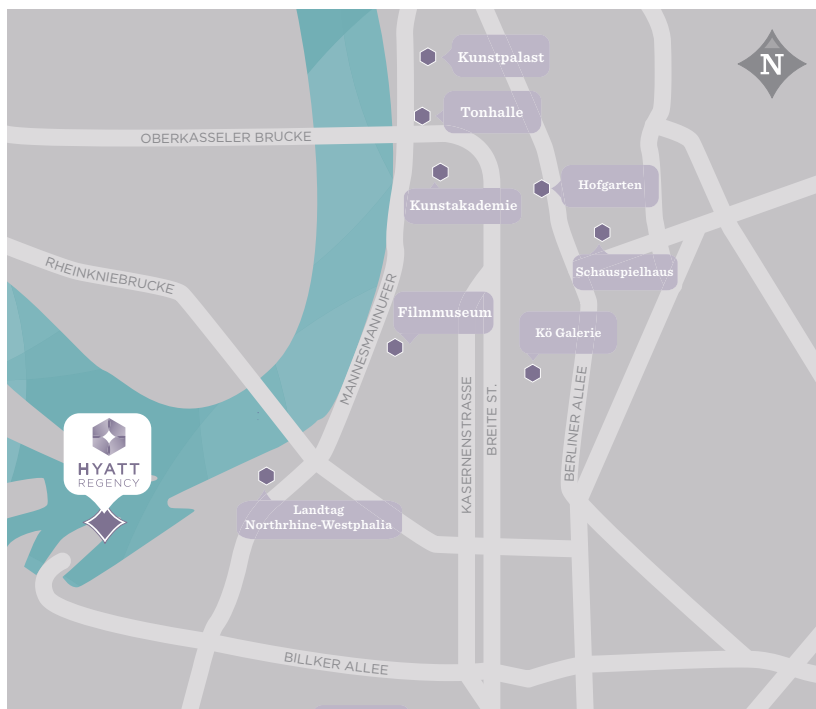 Kunstpalast
N
Tonhalle
OBERKASSELER BRUCKE
Hofgarten
Kunstakademie
RHEINKNIEBRUCKE
Schauspielhaus
MANNESMANNUFER
Filmmuseum
Kö Galerie
KASERNENSTRASSE
BREITE ST.
BERLINER ALLEE
HYATT
REGENCY
Landtag
Northrhine-Westphalia
BILLKER ALLEE